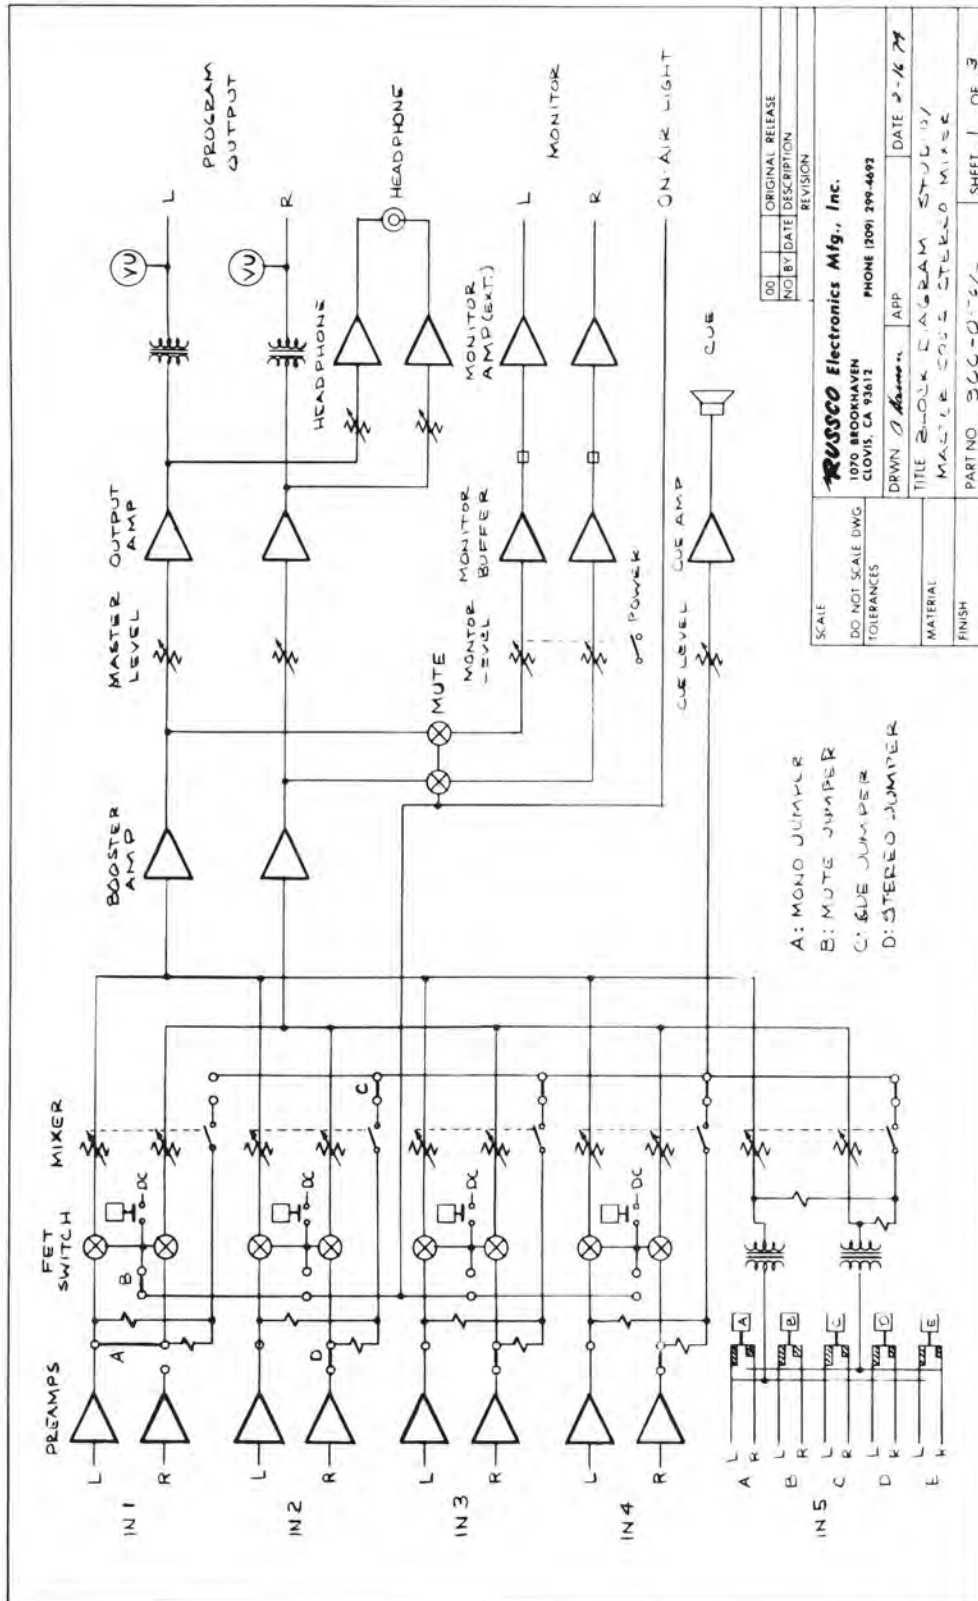 PREAMPS
FET
SWITCH
MIXER
BOOSTER
AMP
MASTER
LEVEL
OUTPUT
AMP
VU
L
PROGRAM
OUTPUT
VU
R
HEADPHONE
HEADPHONE
MONITOR
AMP (EXT.)
MONITOR
L
R
MONITOR
BUFFER
MONTOR
LEVEL
MUTE
POWER
ON-AIR LIGHT
CUE LEVEL
CUE AMP
CUE
IN 1
L
R
A
B
DC
IN 2
L
R
D
C
DC
IN 3
L
R
DC
IN 4
L
R
DC
IN 5
A
L
R
B
L
R
C
L
R
D
L
R
E
L
R
A
B
C
D
E
A: MONO JUMPER
B: MUTE JUMPER
C: CUE JUMPER
D: STEREO JUMPER
00 ORIGINAL RELEASE
NO BY DATE DESCRIPTION
REVISION
SCALE
DO NOT SCALE DWG
TOLERANCES
MATERIAL
FINISH
RUSSCO Electronics Mfg., Inc.
1070 BROOKHAVEN
CLOVIS, CA 93612 PHONE (209) 299-4692
DRWN APP DATE 2-16-79
TITLE BLOCK DIAGRAM STUDIO
STEREO MIXER
PART NO SHEET 1 OF 3